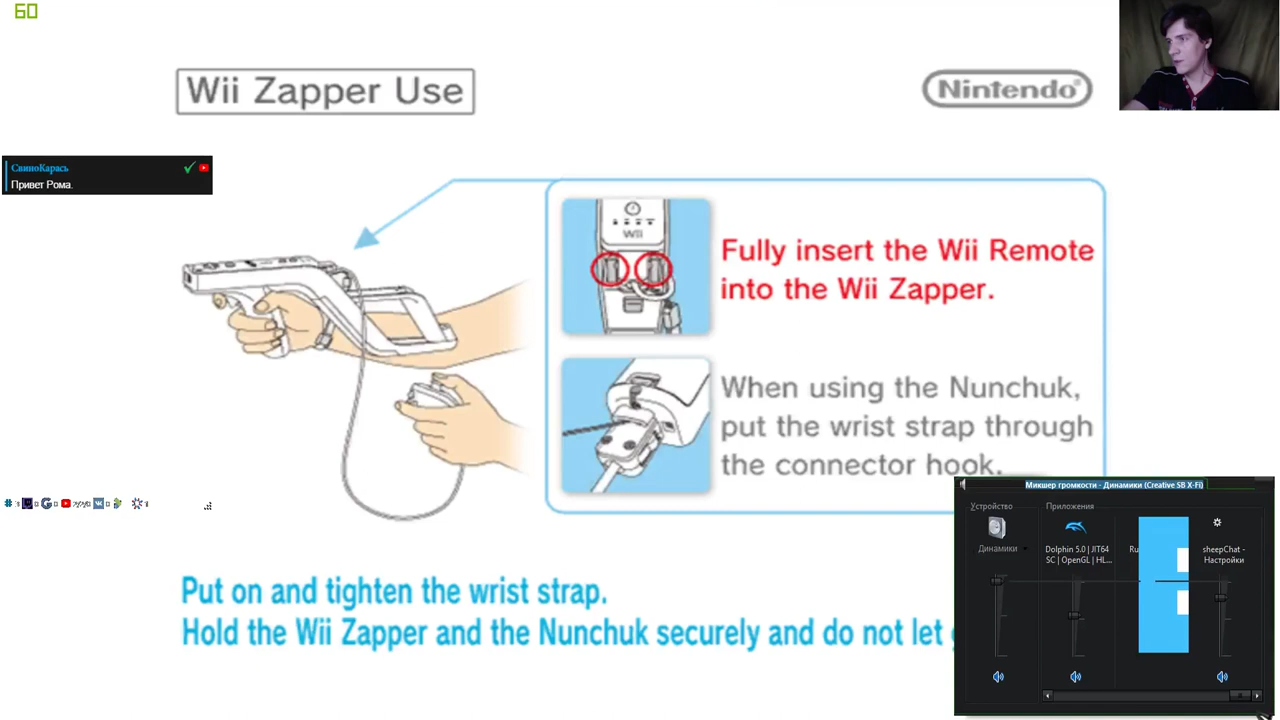 60
Wii Zapper Use
Nintendo®
СвиноКарась
Привет Рома.
Wii
Fully insert the Wii Remote
into the Wii Zapper.
When using the Nunchuk,
put the wrist strap through
the connector hook.
Put on and tighten the wrist strap.
Hold the Wii Zapper and the Nunchuk securely and do not let
Микшер громкости - Динамики (Creative SB X-Fi)
Устройство
Приложения
Динамики
Dolphin 5.0 | JIT64
SC | OpenGL | HL...
Ru
sheepChat -
Настройки